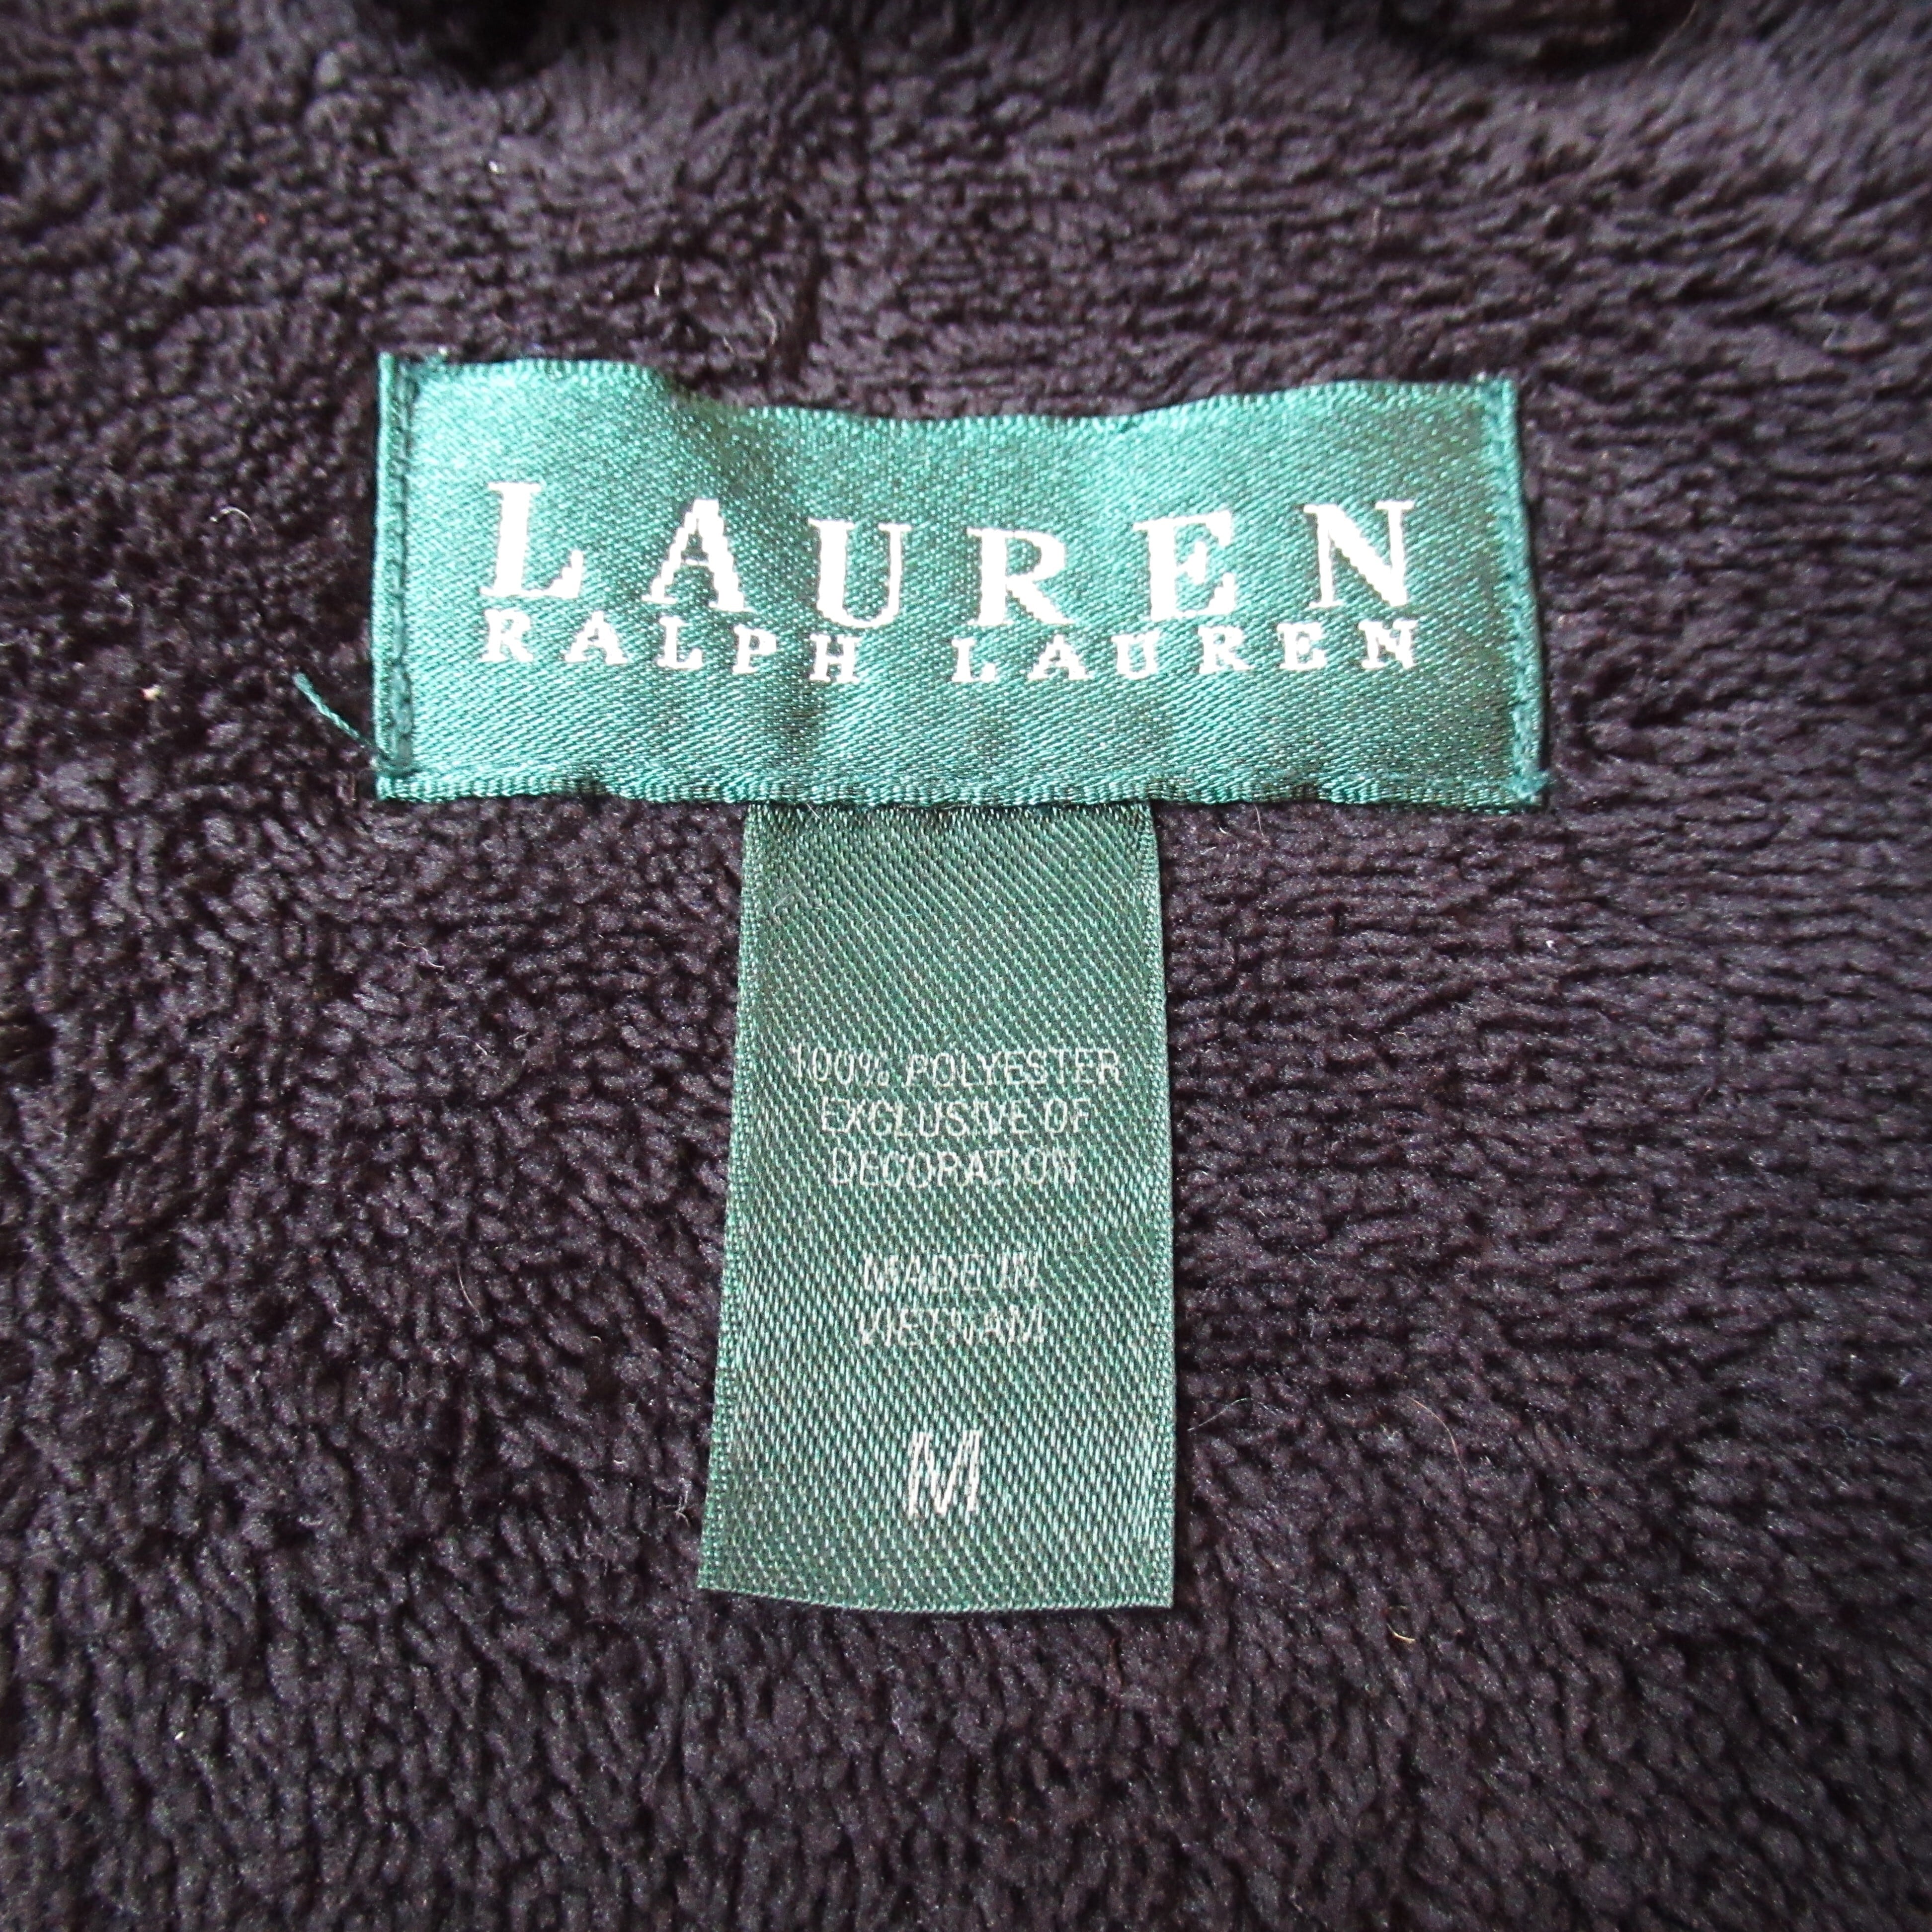 LAUREN
RALPH LAUREN
100% POLYESTER
EXCLUSIVE OF
DECORATION
MADE IN
VIETNAM
M